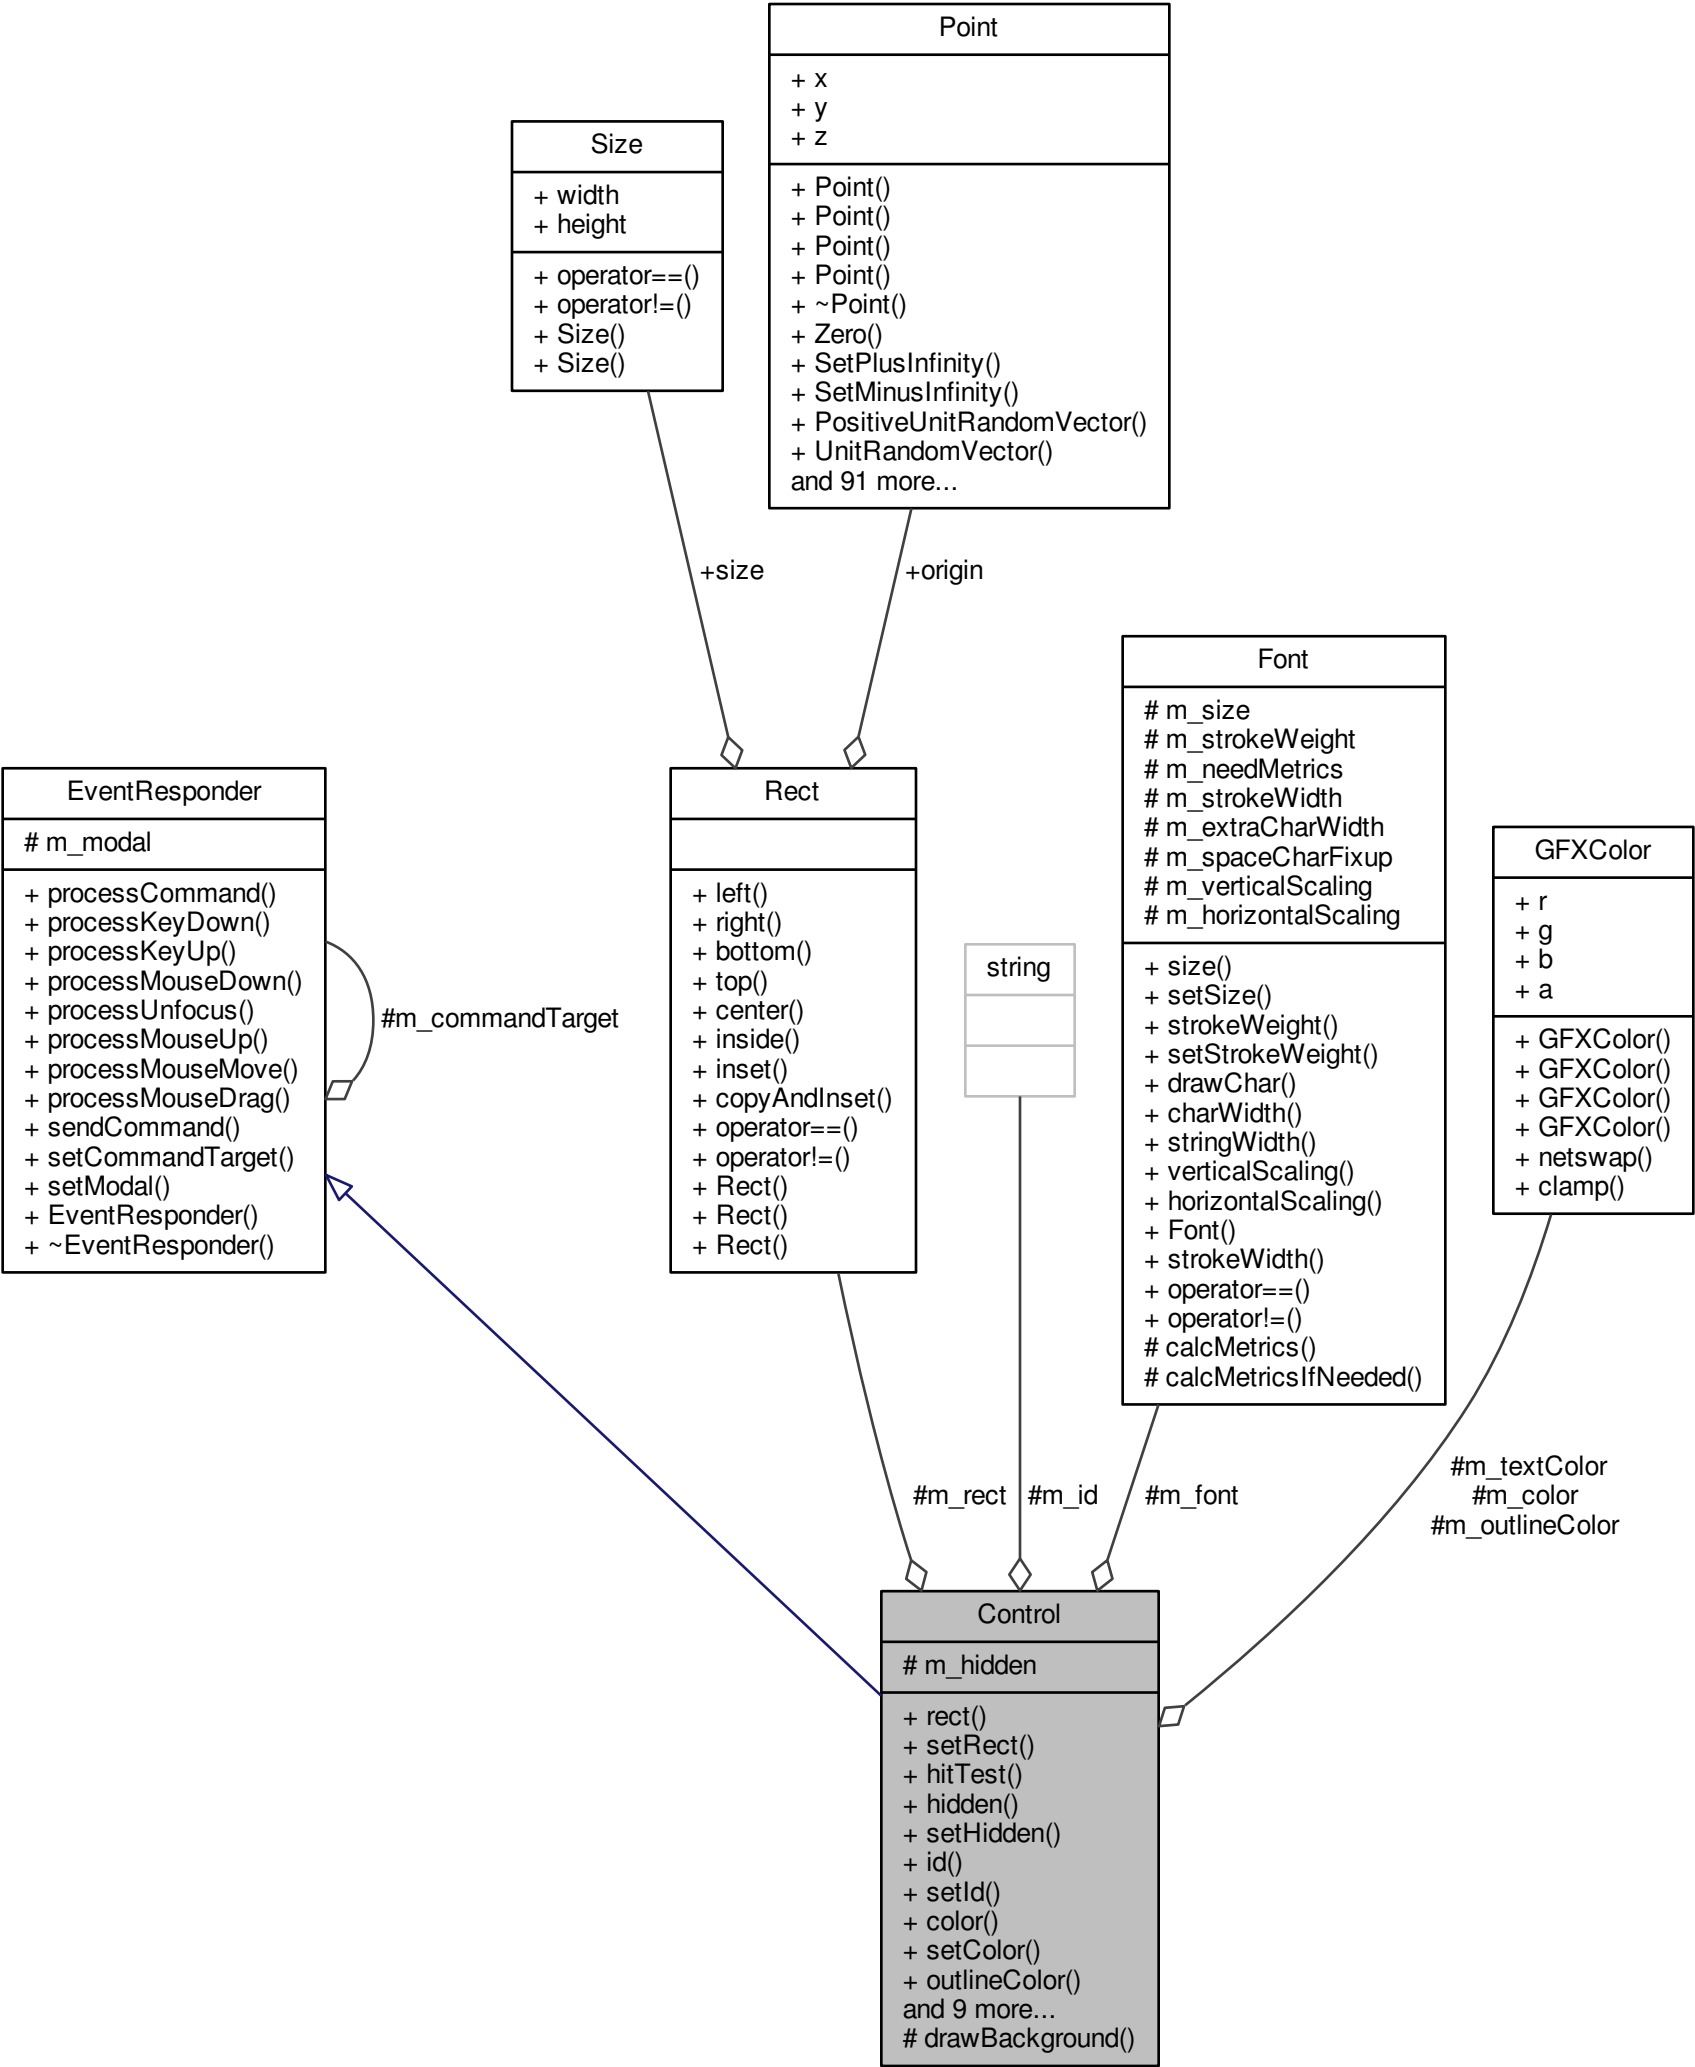 Point
+ x
+ y
+ z
+ Point()
+ Point()
+ Point()
+ Point()
+ ~Point()
+ Zero()
+ SetPlusInfinity()
+ SetMinusInfinity()
+ PositiveUnitRandomVector()
+ UnitRandomVector()
and 91 more...
Size
+ width
+ height
+ operator==()
+ operator!=()
+ Size()
+ Size()
+size
+origin
EventResponder
# m_modal
+ processCommand()
+ processKeyDown()
+ processKeyUp()
+ processMouseDown()
+ processUnfocus()
+ processMouseUp()
+ processMouseMove()
+ processMouseDrag()
+ sendCommand()
+ setCommandTarget()
+ setModal()
+ EventResponder()
+ ~EventResponder()
#m_commandTarget
Rect
+ left()
+ right()
+ bottom()
+ top()
+ center()
+ inside()
+ inset()
+ copyAndInset()
+ operator==()
+ operator!=()
+ Rect()
+ Rect()
+ Rect()
string
Font
# m_size
# m_strokeWeight
# m_needMetrics
# m_strokeWidth
# m_extraCharWidth
# m_spaceCharFixup
# m_verticalScaling
# m_horizontalScaling
+ size()
+ setSize()
+ strokeWeight()
+ setStrokeWeight()
+ drawChar()
+ charWidth()
+ stringWidth()
+ verticalScaling()
+ horizontalScaling()
+ Font()
+ strokeWidth()
+ operator==()
+ operator!=()
# calcMetrics()
# calcMetricsIfNeeded()
GFXColor
+ r
+ g
+ b
+ a
+ GFXColor()
+ GFXColor()
+ GFXColor()
+ GFXColor()
+ netswap()
+ clamp()
#m_rect
#m_id
#m_font
#m_textColor
#m_color
#m_outlineColor
Control
# m_hidden
+ rect()
+ setRect()
+ hitTest()
+ hidden()
+ setHidden()
+ id()
+ setId()
+ color()
+ setColor()
+ outlineColor()
and 9 more...
# drawBackground()